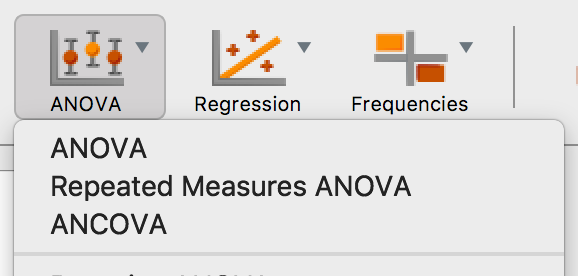 ANOVA Regression Frequencies
ANOVA
Repeated Measures ANOVA
ANCOVA